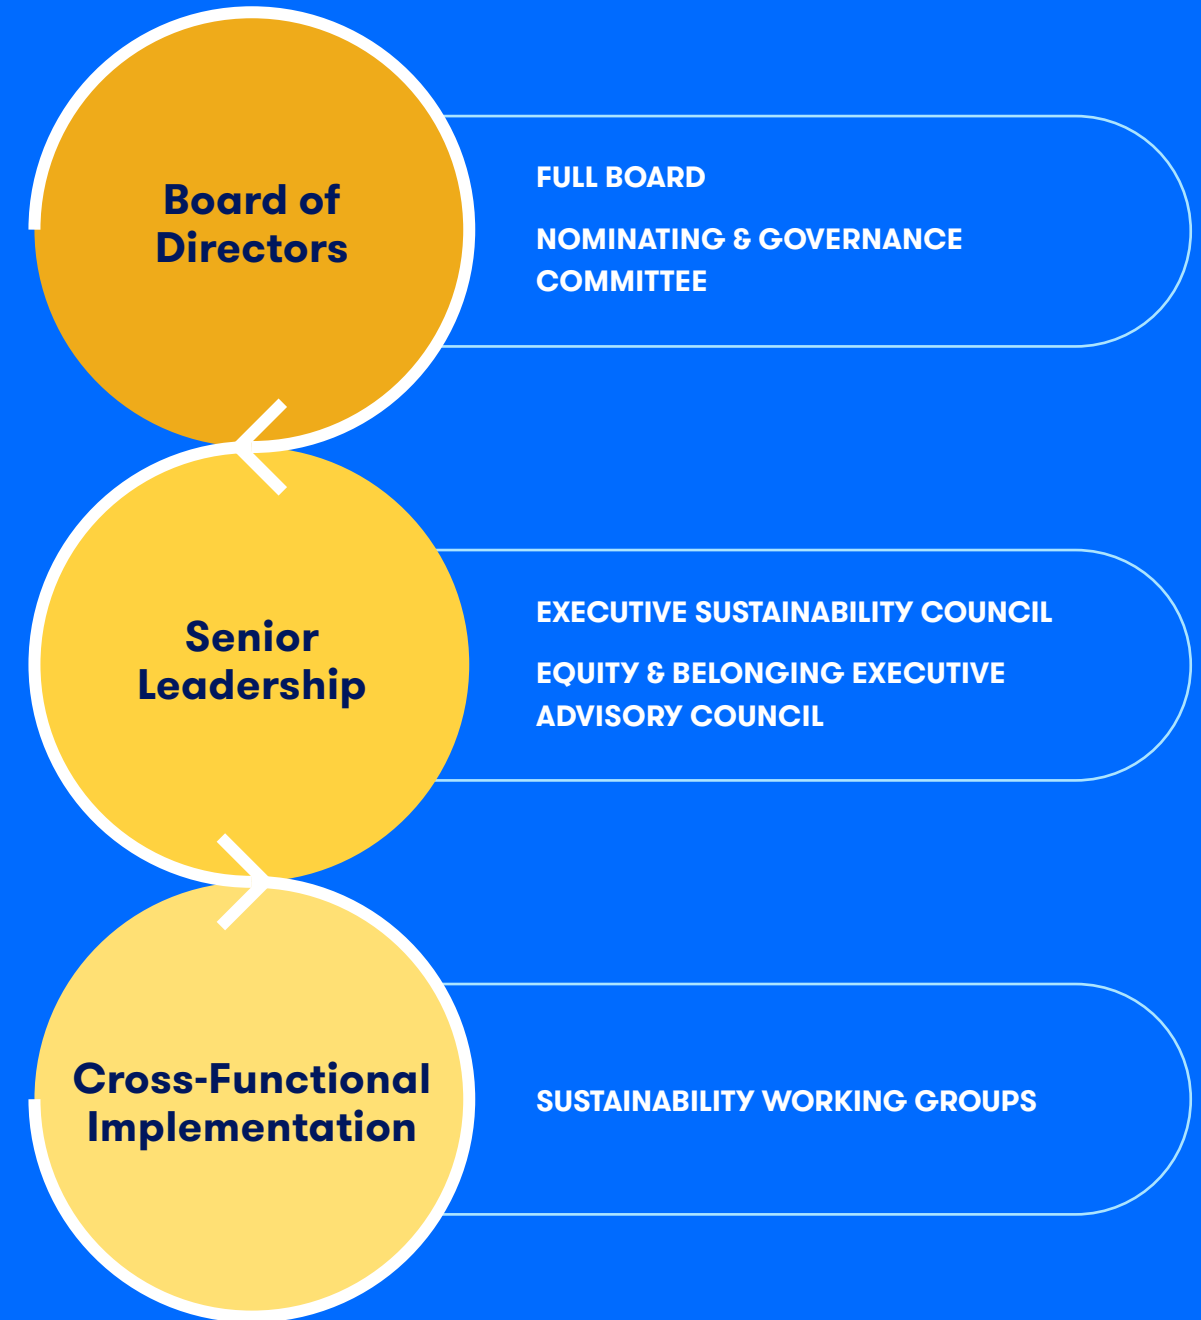 Board of
Directors
FULL BOARD
NOMINATING & GOVERNANCE
COMMITTEE
Senior
Leadership
EXECUTIVE SUSTAINABILITY COUNCIL
EQUITY & BELONGING EXECUTIVE
ADVISORY COUNCIL
Cross-Functional
Implementation
SUSTAINABILITY WORKING GROUPS